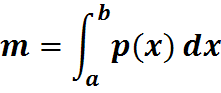 m = ∫_a^b p(x) dx